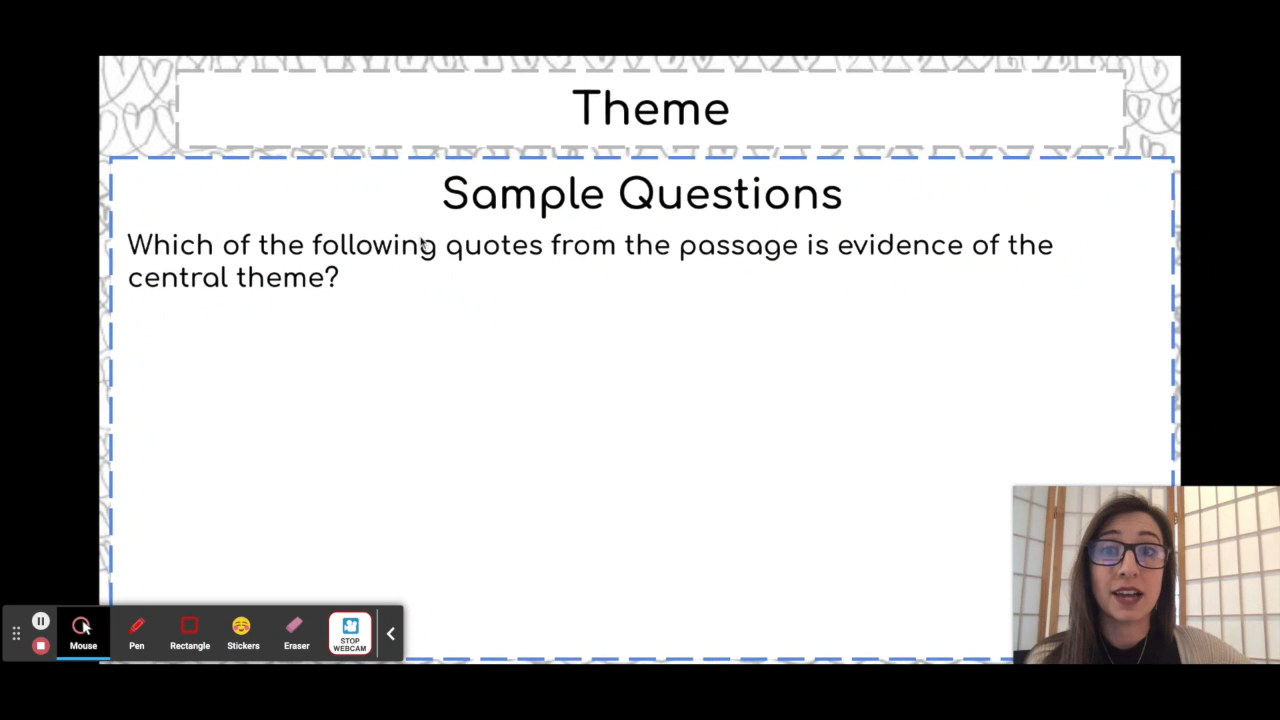 Theme
Sample Questions
Which of the following quotes from the passage is evidence of the
central theme?
Mouse
Pen
Rectangle
Stickers
Eraser
STOP
WEBCAM